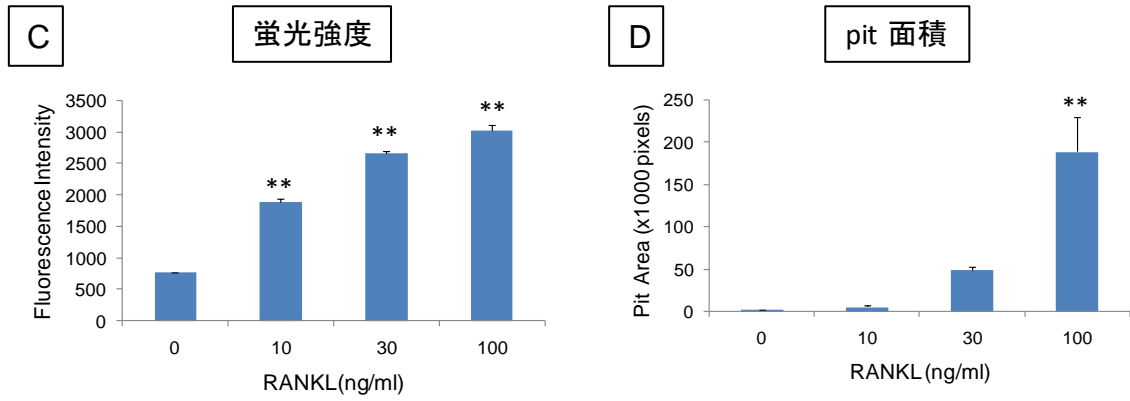 C
蛍光強度
Fluorescence Intensity
3500
3000
2500
2000
1500
1000
500
0
**
**
**
0 10 30 100
RANKL(ng/ml)
D
pit 面積
Pit Area (x1000 pixels)
250
200
150
100
50
0
**
0 10 30 100
RANKL (ng/ml)